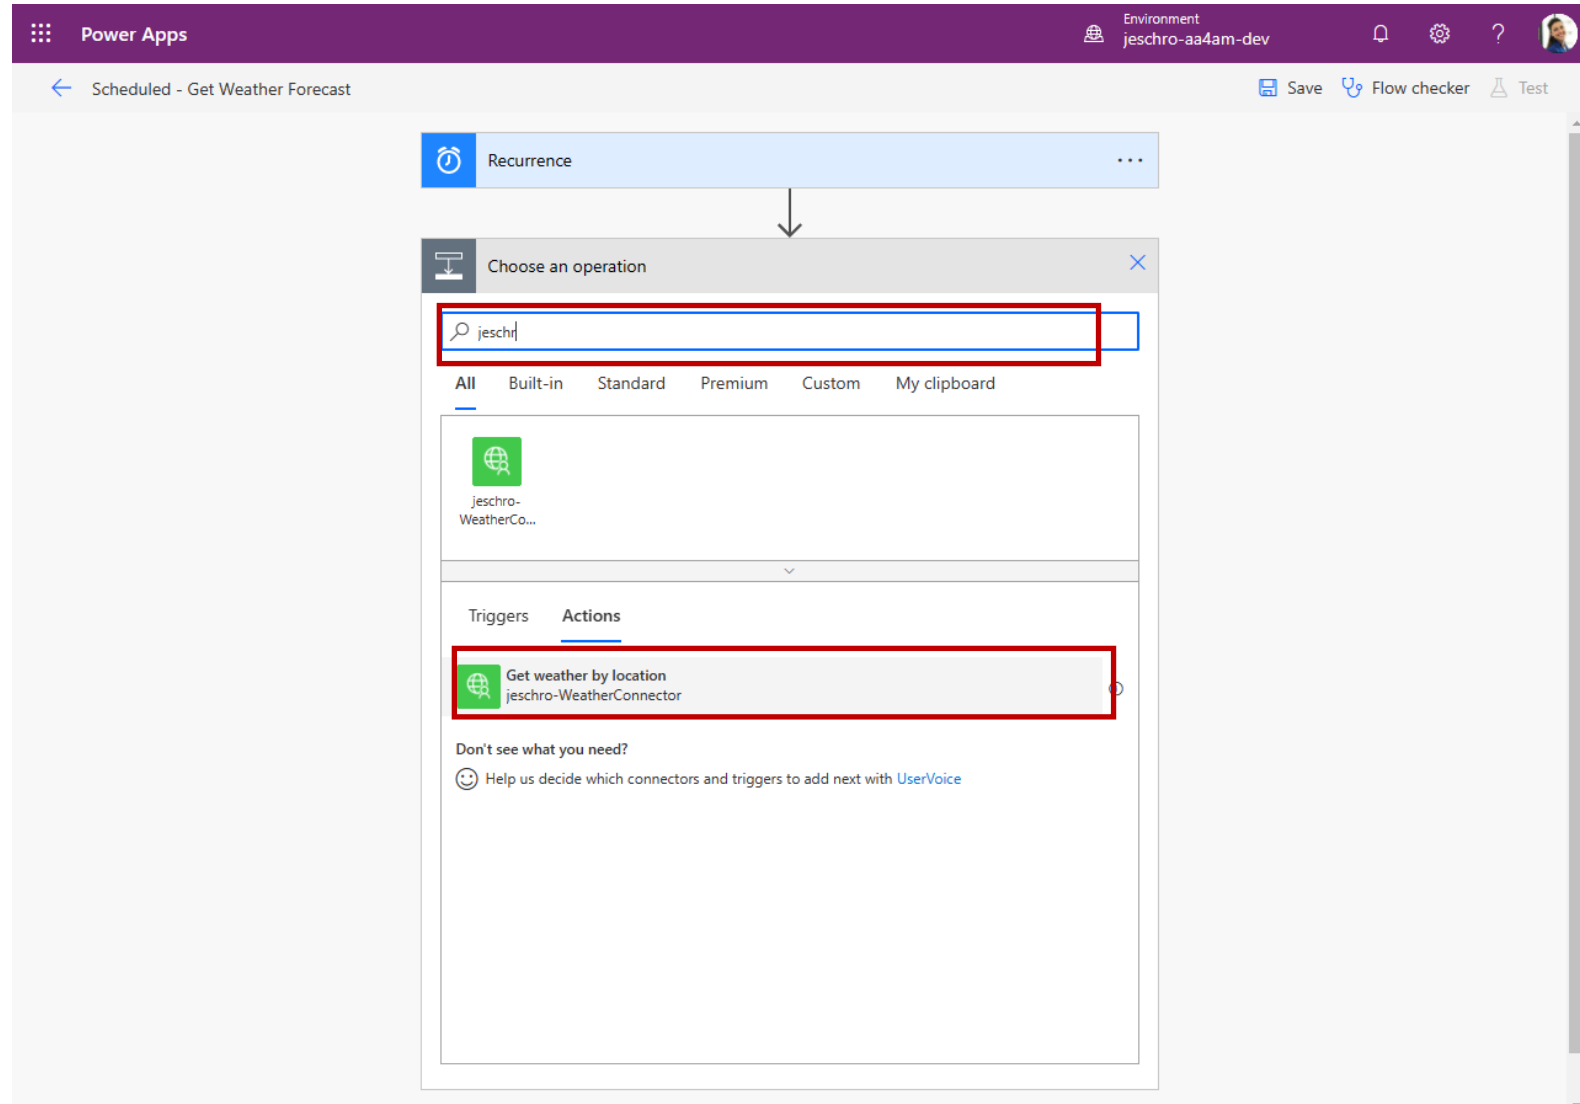 Power Apps
Environment
jeschro-aa4am-dev
?
Scheduled - Get Weather Forecast
Save
Flow checker
Test
Recurrence
Choose an operation
jeschr
All
Built-in
Standard
Premium
Custom
My clipboard
jeschro-
WeatherCo...
Triggers
Actions
Get weather by location
jeschro-WeatherConnector
Don't see what you need?
Help us decide which connectors and triggers to add next with UserVoice